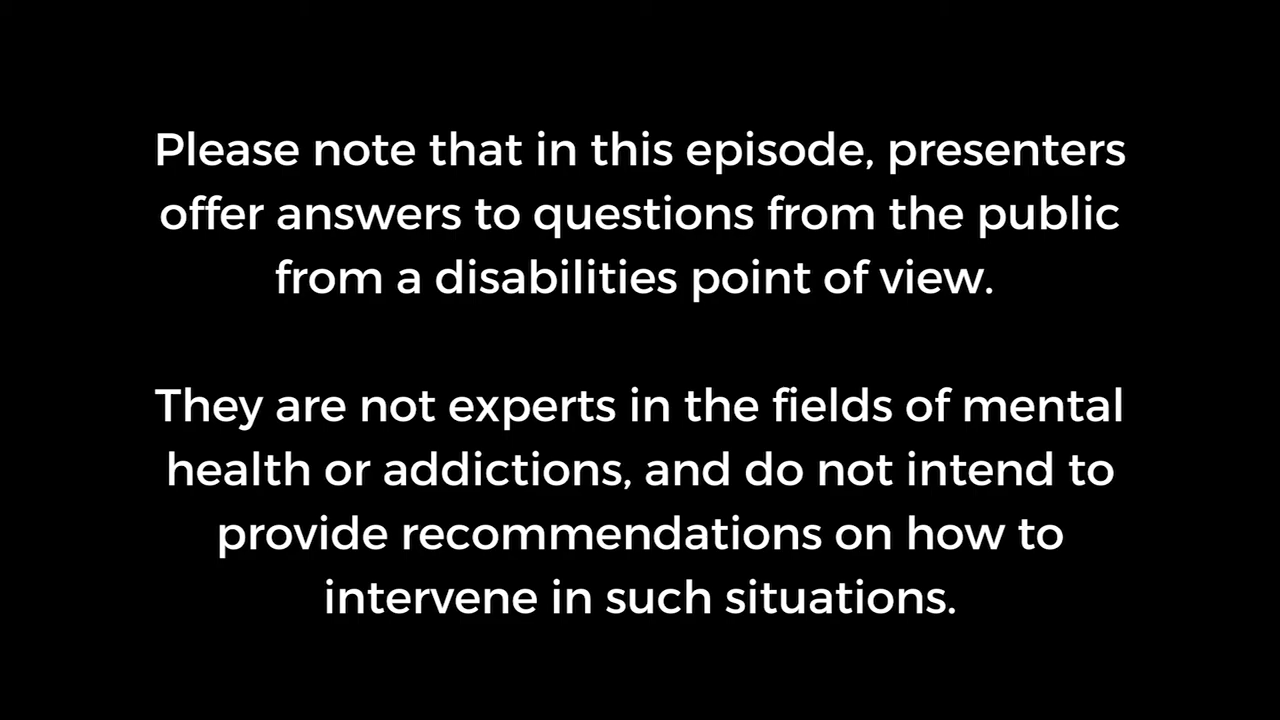 Please note that in this episode, presenters
offer answers to questions from the public
from a disabilities point of view.
They are not experts in the fields of mental
health or addictions, and do not intend to
provide recommendations on how to
intervene in such situations.